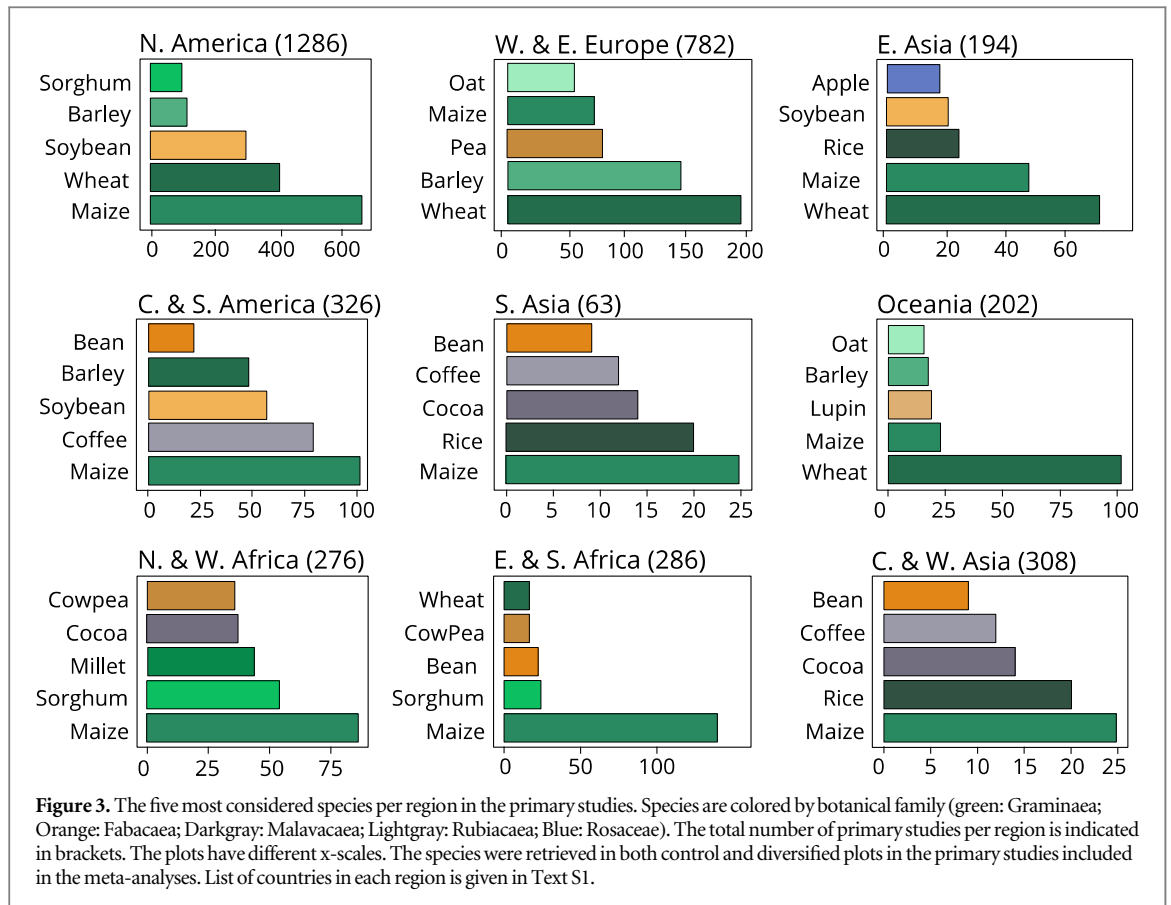 N. America (1286)
Sorghum
Barley
Soybean
Wheat
Maize
0 200 400 600
W. & E. Europe (782)
Oat
Maize
Pea
Barley
Wheat
0 50 100 150 200
E. Asia (194)
Apple
Soybean
Rice
Maize
Wheat
0 20 40 60
C. & S. America (326)
Bean
Barley
Soybean
Coffee
Maize
0 25 50 75 100
S. Asia (63)
Bean
Coffee
Cocoa
Rice
Maize
0 5 10 15 20 25
Oceania (202)
Oat
Barley
Lupin
Maize
Wheat
0 25 50 75 100
N. & W. Africa (276)
Cowpea
Cocoa
Millet
Sorghum
Maize
0 25 50 75
E. & S. Africa (286)
Wheat
CowPea
Bean
Sorghum
Maize
0 50 100
C. & W. Asia (308)
Bean
Coffee
Cocoa
Rice
Maize
0 5 10 15 20 25
Figure 3. The five most considered species per region in the primary studies. Species are colored by botanical family (green: Graminaea;
Orange: Fabacaea; Darkgray: Malavacaea; Lightgray: Rubiacaea; Blue: Rosaceae). The total number of primary studies per region is indicated
in brackets. The plots have different x-scales. The species were retrieved in both control and diversified plots in the primary studies included
in the meta-analyses. List of countries in each region is given in Text S1.